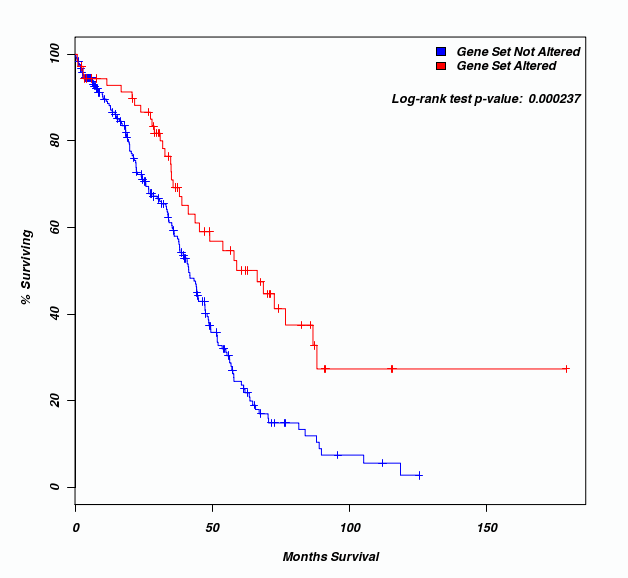 Gene Set Not Altered
Gene Set Altered
Log-rank test p-value: 0.000237
100
80
60
40
20
0
% Surviving
0 50 100 150
Months Survival